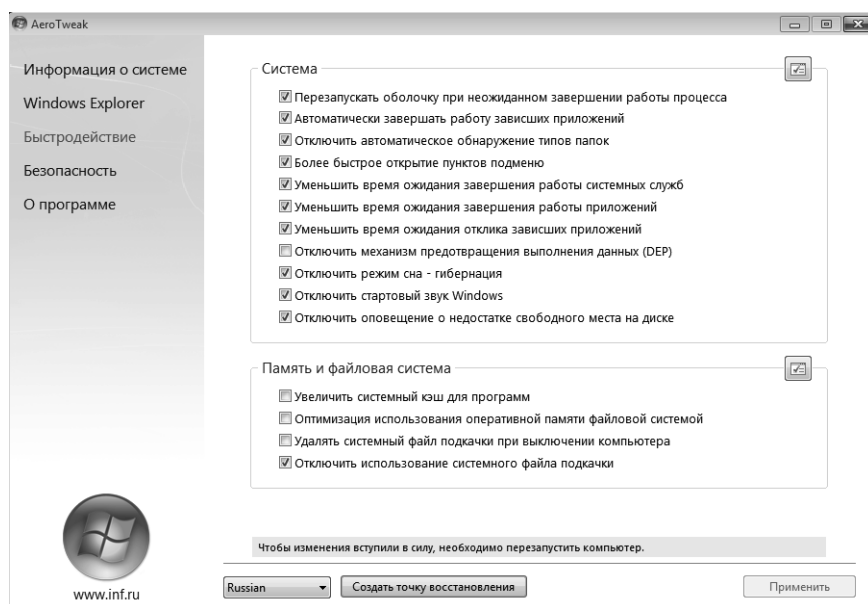 AeroTweak
Информация о системе
Windows Explorer
Быстродействие
Безопасность
О программе
www.inf.ru
Система
Перезапускать оболочку при неожиданном завершении работы процесса
Автоматически завершать работу зависших приложений
Отключить автоматическое обнаружение типов папок
Более быстрое открытие пунктов подменю
Уменьшить время ожидания завершения работы системных служб
Уменьшить время ожидания завершения работы приложений
Уменьшить время ожидания отклика зависших приложений
Отключить механизм предотвращения выполнения данных (DEP)
Отключить режим сна - гибернация
Отключить стартовый звук Windows
Отключить оповещение о недостатке свободного места на диске
Память и файловая система
Увеличить системный кэш для программ
Оптимизация использования оперативной памяти файловой системой
Удалять системный файл подкачки при выключении компьютера
Отключить использование системного файла подкачки
Чтобы изменения вступили в силу, необходимо перезапустить компьютер.
Russian
Создать точку восстановления
Применить